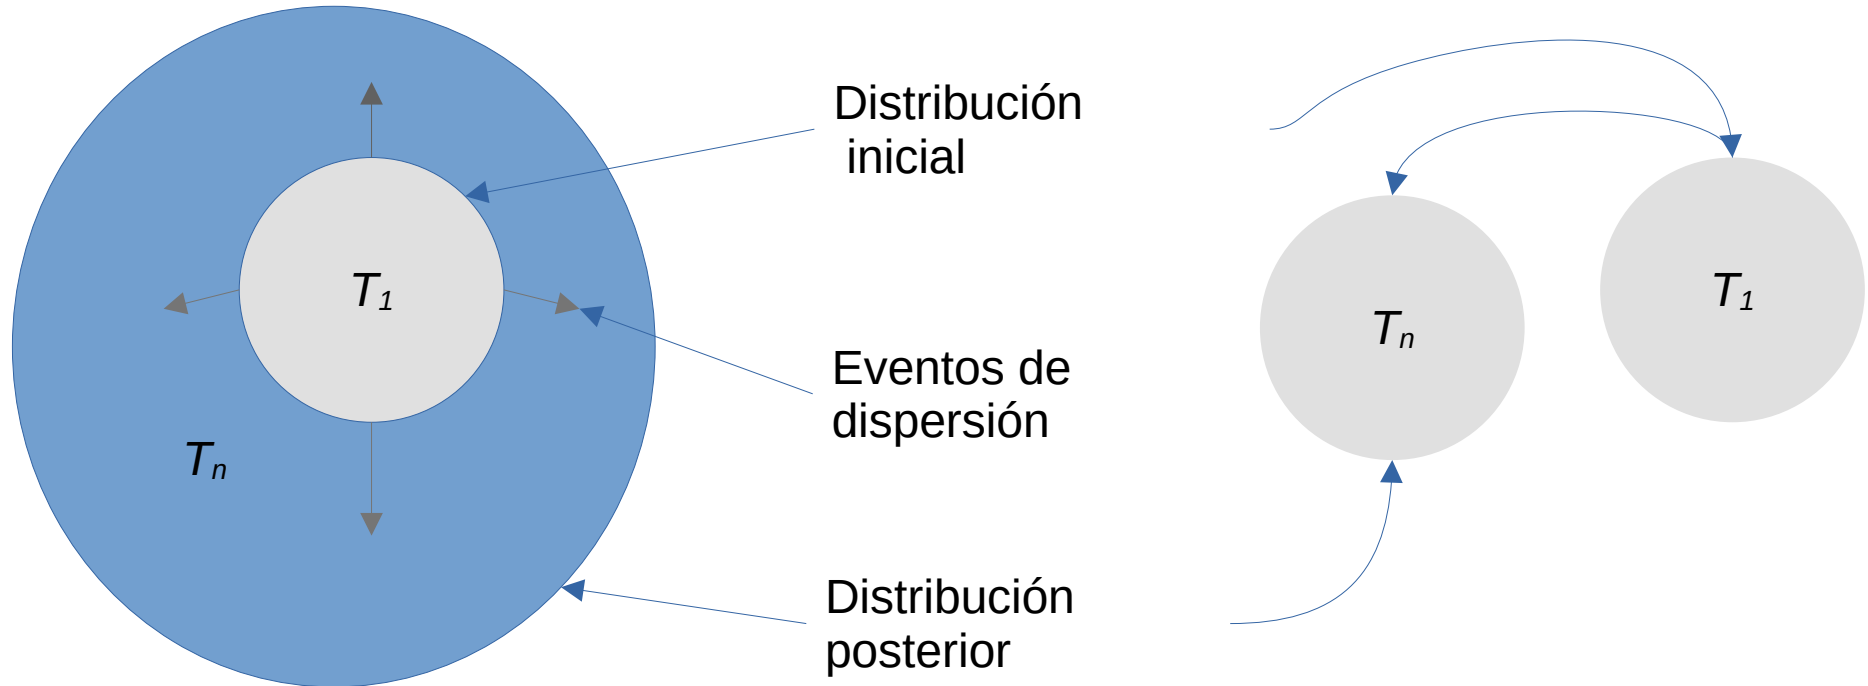 Distribución
inicial
T1
Tn
Eventos de
dispersión
Tn
T1
Distribución
posterior